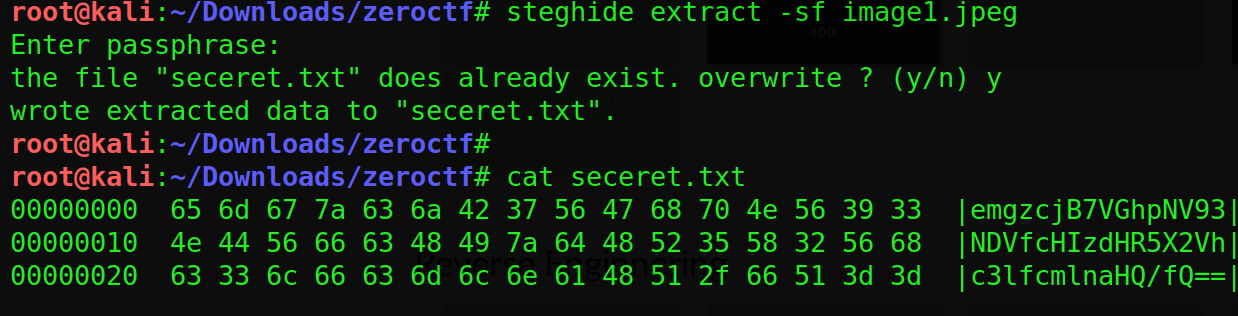 root@kali:~/Downloads/zeroctf# steghide extract -sf image1.jpeg
-400
Enter passphrase:
the file "seceret.txt" does already exist. overwrite ? (y/n) y
wrote extracted data to "seceret.txt".
root@kali:~/Downloads/zeroctf#
root@kali:~/Downloads/zeroctf# cat seceret.txt
00000000  65 6d 67 7a 63 6a 42 37 56 47 68 70 4e 56 39 33  |emgzcjB7VGhpNV93|
00000010  4e 44 56 66 63 48 49 7a 64 48 52 35 58 32 56 68  |NDVfcHIzdHR5X2Vh|
Reverse Engineering
00000020  63 33 6c 66 63 6d 6c 6e 61 48 51 2f 66 51 3d 3d  |c3lfcmlnaHQ/fQ==|